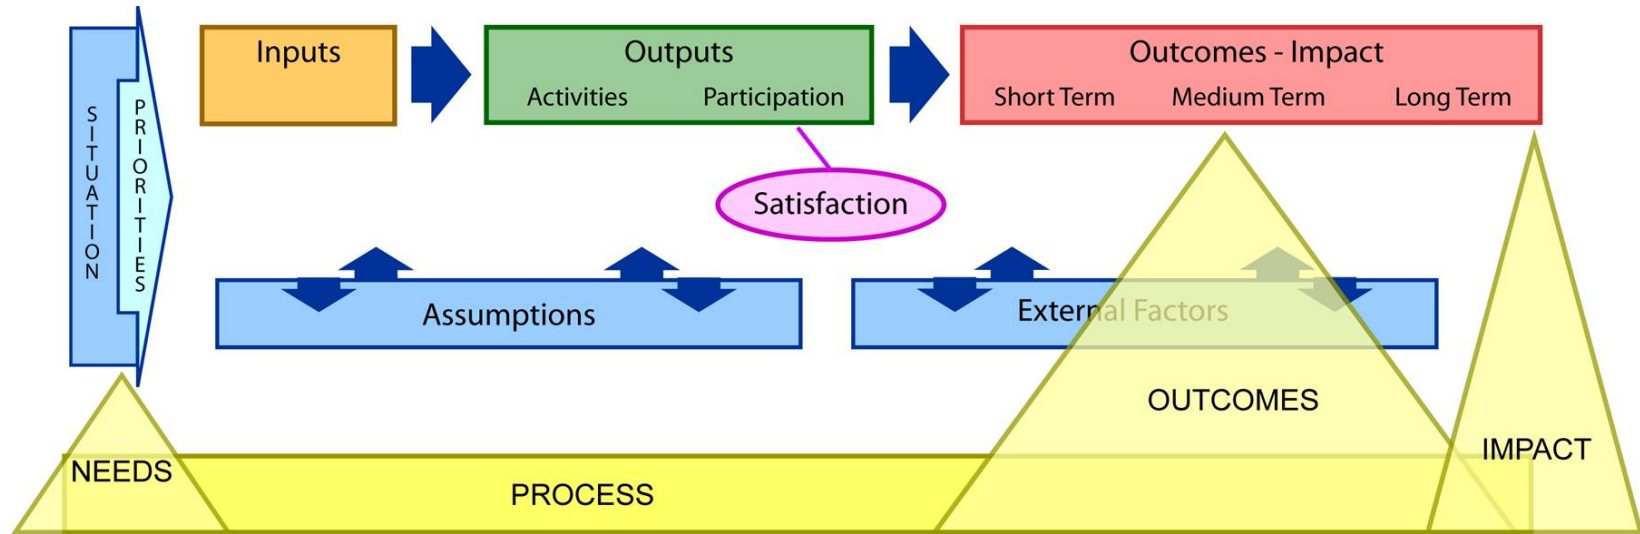 SITUATION
PRIORITIES
Inputs
Outputs
Activities Participation
Outcomes - Impact
Short Term Medium Term Long Term
Satisfaction
Assumptions
External Factors
OUTCOMES
IMPACT
NEEDS
PROCESS